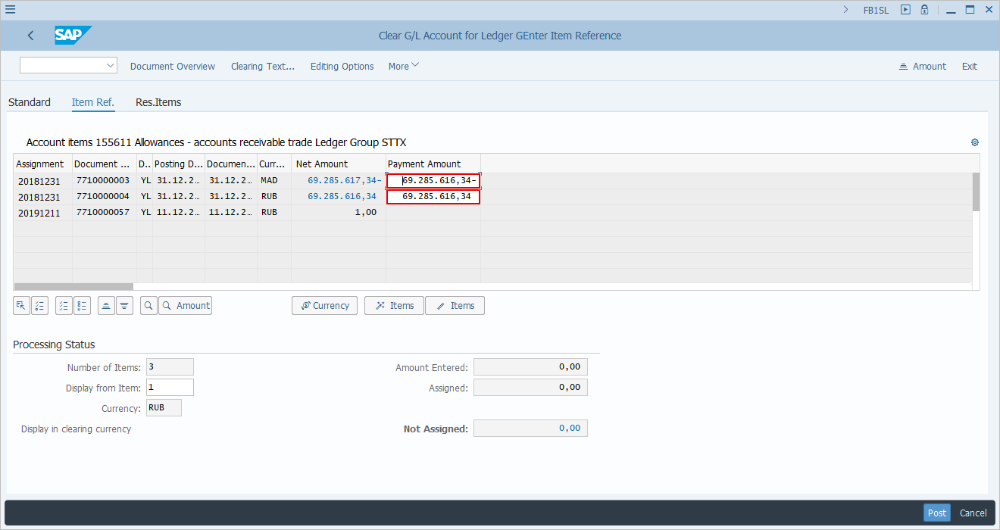 FB1SL
SAP
Clear G/L Account for Ledger GEnter Item Reference
Document Overview Clearing Text... Editing Options More Amount Exit
Standard Item Ref. Res.Items
Account items 155611 Allowances - accounts receivable trade Ledger Group STTX
Assignment Document ... D.. Posting D... Documen... Curr... Net Amount Payment Amount
20181231 7710000003 YL 31.12.2... 31.12.2... MAD 69.285.617,34- 69.285.616,34-
20181231 7710000004 YL 31.12.2... 31.12.2... RUB 69.285.616,34 69.285.616,34
20191211 7710000057 YL 11.12.2... 11.12.2... RUB 1,00
Amount Currency Items Items
Processing Status
Number of Items: 3 Amount Entered: 0,00
Display from Item: 1 Assigned: 0,00
Currency: RUB
Display in clearing currency Not Assigned: 0,00
Post Cancel